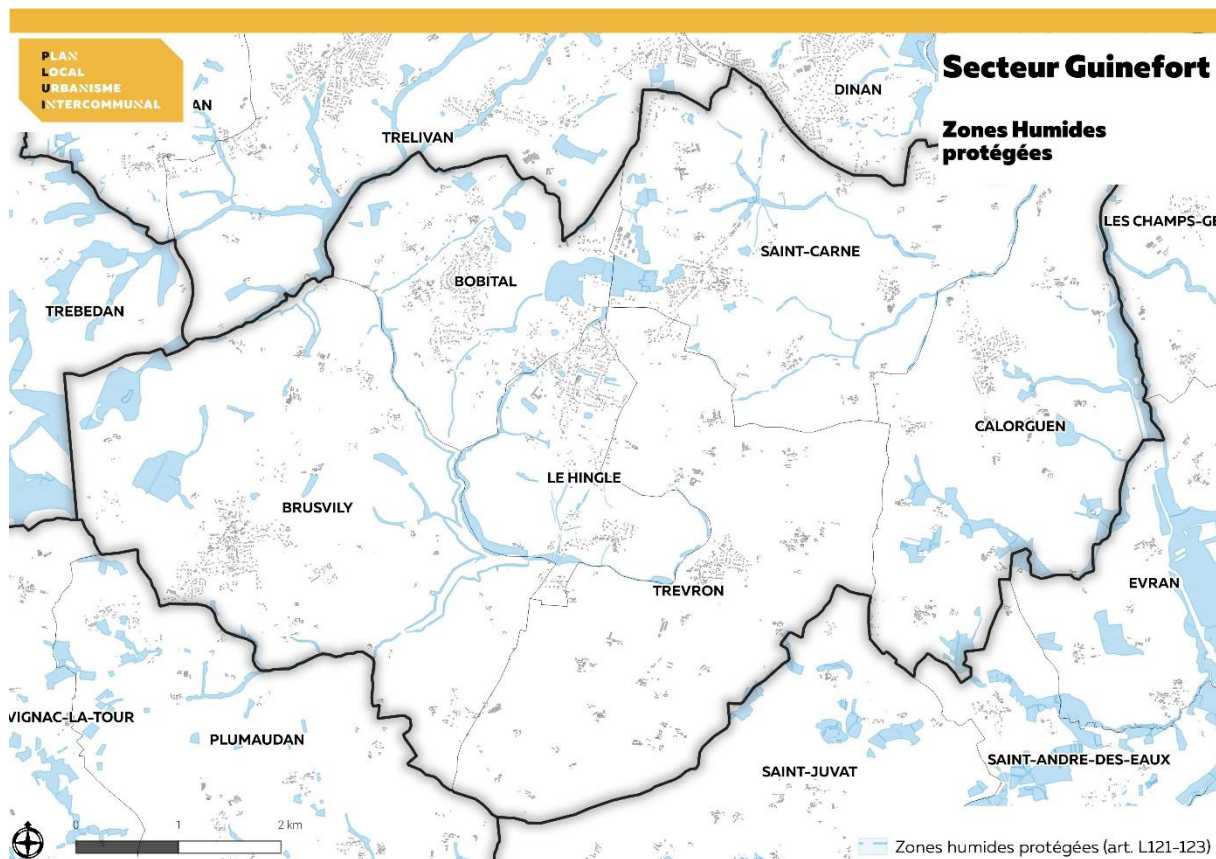 PLAN
LOCAL
URBANISME
INTERCOMMUNAL
Secteur Guinefort
Zones Humides
protégées
AN
DINAN
TRELIVAN
LES CHAMPS-GE
SAINT-CARNE
BOBITAL
TREBEDAN
CALORGUEN
LE HINGLE
BRUSVILY
EVRAN
TREVRON
VIGNAC-LA-TOUR
PLUMAUDAN
SAINT-ANDRE-DES-EAUX
SAINT-JUVAT
0 1 2 km
Zones humides protégées (art. L121-123)